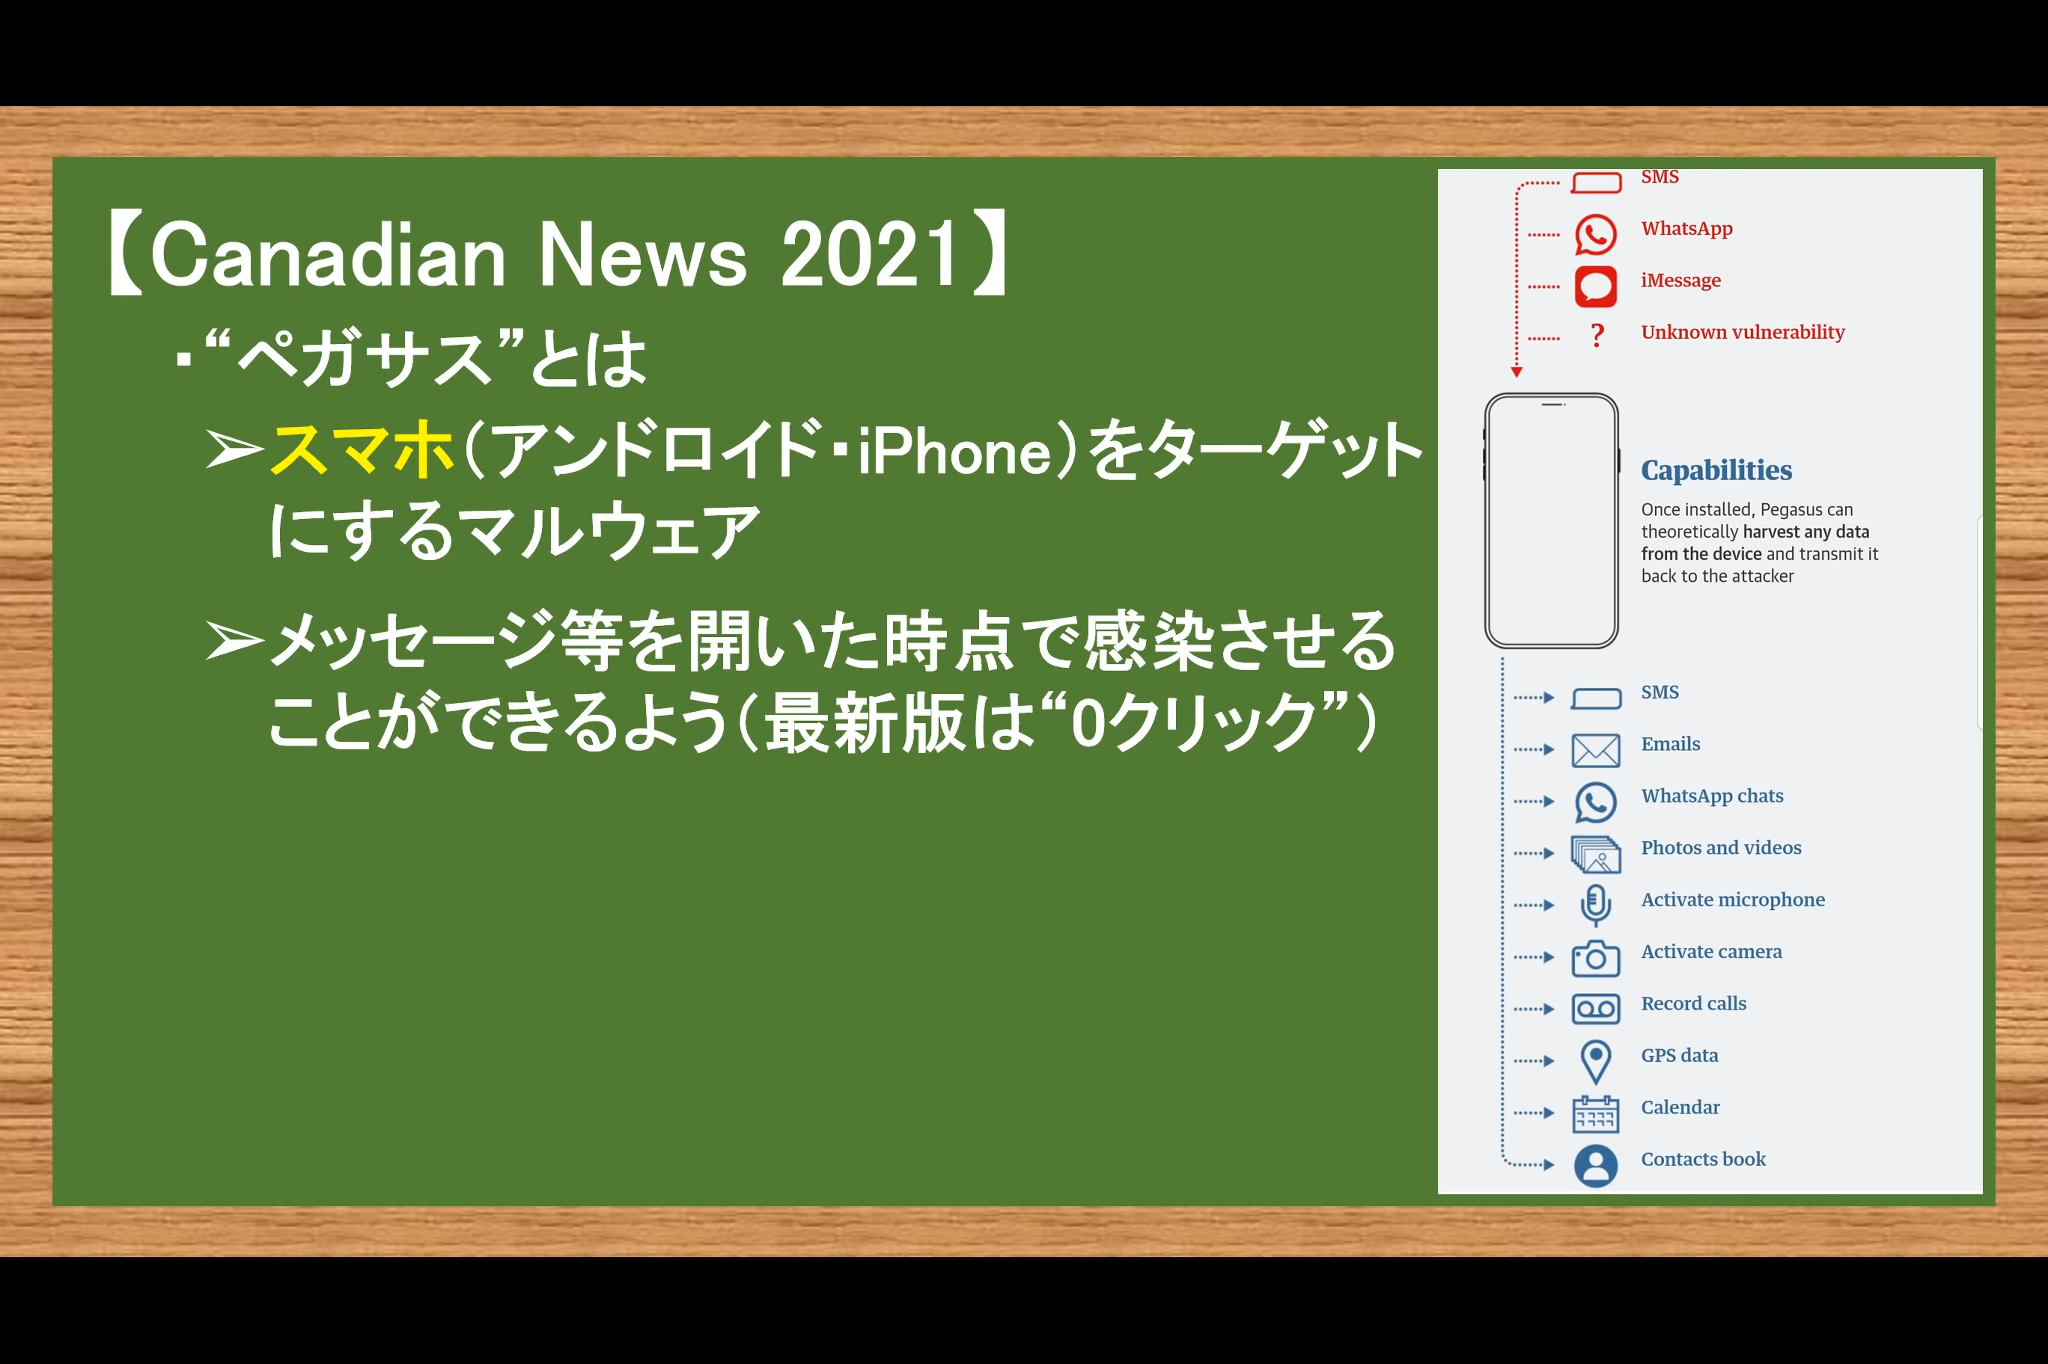 【Canadian News 2021】
・“ペガサス”とは
➢スマホ(アンドロイド・iPhone)をターゲット
にするマルウェア
➢メッセージ等を開いた時点で感染させる
ことができるよう(最新版は“0クリック”)
SMS
WhatsApp
iMessage
? Unknown vulnerability
Capabilities
Once installed, Pegasus can
theoretically harvest any data
from the device and transmit it
back to the attacker
SMS
Emails
WhatsApp chats
Photos and videos
Activate microphone
Activate camera
Record calls
GPS data
Calendar
Contacts book